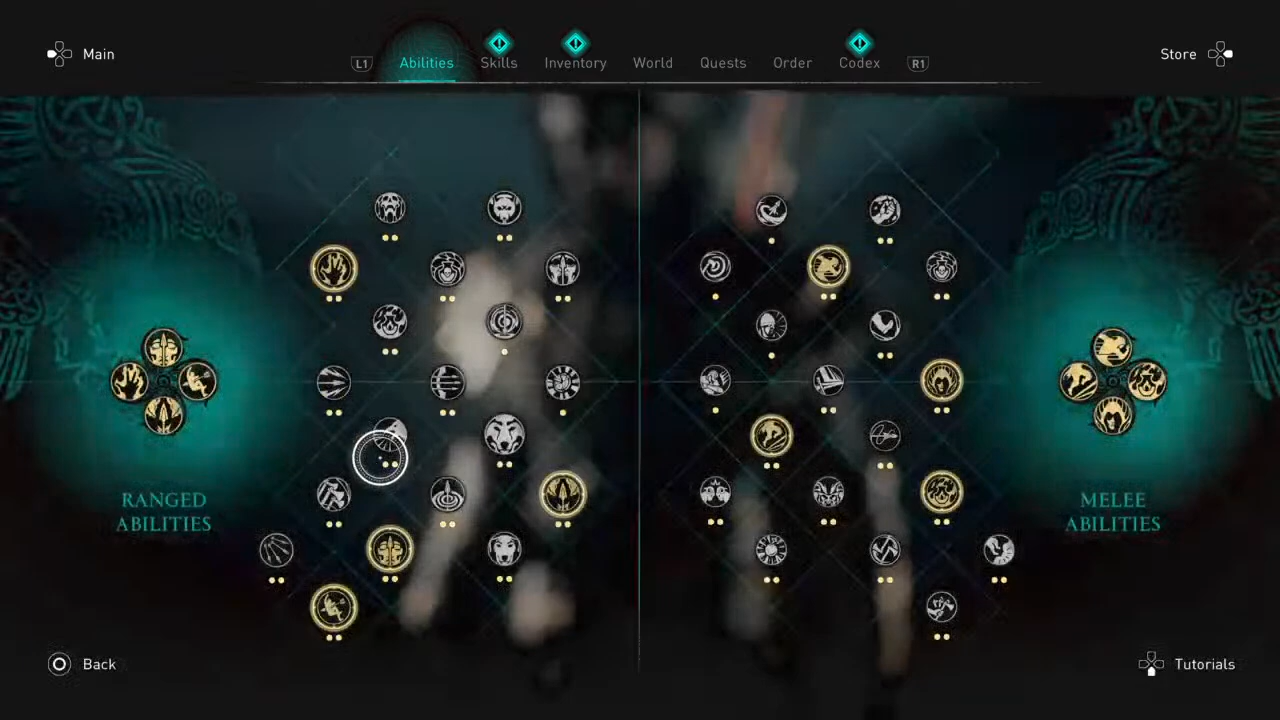 Main
L1 Abilities Skills Inventory World Quests Order Codex R1
Store
RANGED
ABILITIES
MELEE
ABILITIES
Back
Tutorials